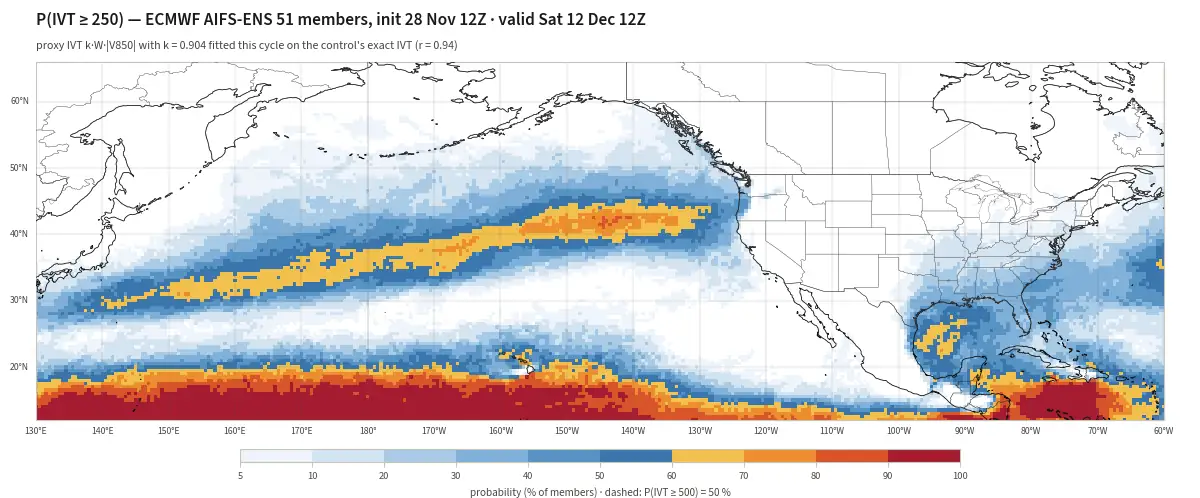 P(IVT ≥ 250) — ECMWF AIFS-ENS 51 members, init 28 Nov 12Z · valid Sat 12 Dec 12Z
proxy IVT k·W·|V850| with k = 0.904 fitted this cycle on the control's exact IVT (r = 0.94)
60°N
50°N
40°N
30°N
20°N
130°E 140°E 150°E 160°E 170°E 180° 170°W 160°W 150°W 140°W 130°W 120°W 110°W 100°W 90°W 80°W 70°W 60°W
5 10 20 30 40 50 60 70 80 90 100
probability (% of members) · dashed: P(IVT ≥ 500) = 50 %